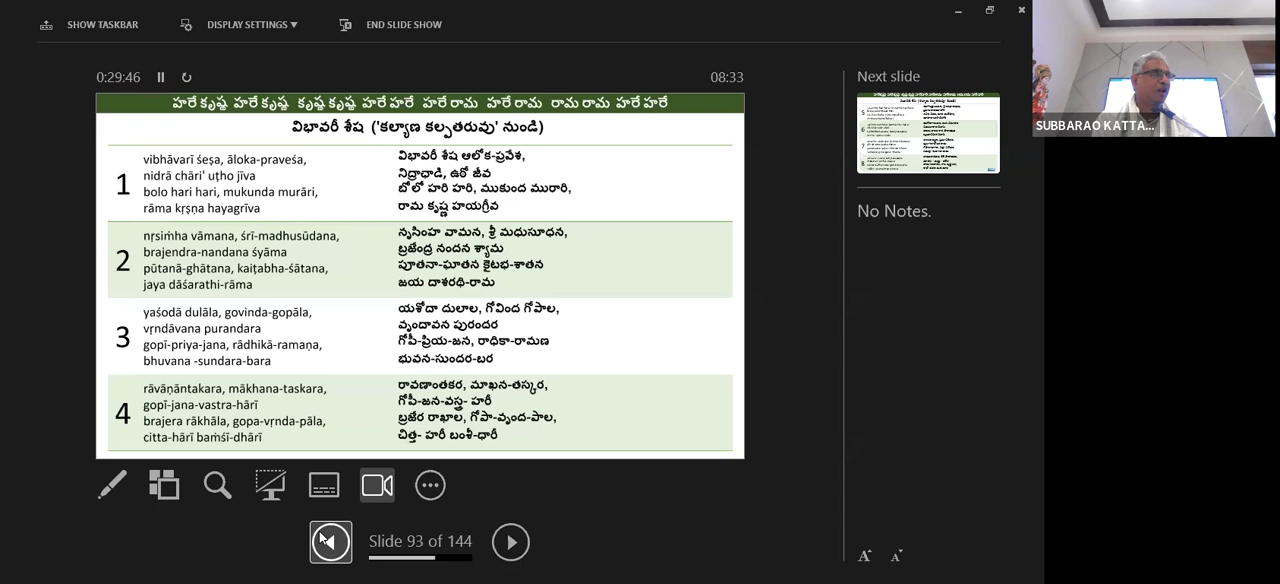 SHOW TASKBAR
DISPLAY SETTINGS ▼
END SLIDE SHOW
0:29:46
08:33
హరే కృష్ణ హరే కృష్ణ కృష్ణ కృష్ణ హరే హరే హరే రామ హరే రామ రామ రామ హరే హరే
విభావరీ శేష ('కల్యాణ కల్పతరువు' నుండి)
1
vibhāvarī śeṣa, āloka-praveśa,
nidrā chāri' uṭho jīva
bolo hari hari, mukunda murāri,
rāma kṛṣṇa hayagrīva
విభావరీ శేష ఆలోక-ప్రవేశ,
నిద్రాఛాడి, ఉఠో జీవ
బోలో హరి హరి, ముకుంద మురారి,
రామ కృష్ణ హయగ్రీవ
2
nṛsiṁha vāmana, śrī-madhusūdana,
brajendra-nandana śyāma
pūtanā-ghātana, kaiṭabha-śātana,
jaya dāśarathi-rāma
నృసింహ వామన, శ్రీ మధుసూధన,
బ్రజేంద్ర నందన శ్యామ
పూతనా-ఘాతన కైటభ-శాతన
జయ దాశరథి-రామ
3
yaśodā dulāla, govinda-gopāla,
vṛndāvana purandara
gopī-priya-jana, rādhikā-ramaṇa,
bhuvana -sundara-bara
యశోదా దులాల, గోవింద గోపాల,
వృందావన పురందర
గోపీ-ప్రియ-జన, రాధికా-రామణ
భువన-సుందర-బర
4
rāvāṇāntakara, mākhana-taskara,
gopī-jana-vastra-hārī
brajera rākhāla, gopa-vṛnda-pāla,
citta-hārī baṁśī-dhārī
రావణాంతకర, మాఖన-తస్కర,
గోపీ-జన-వస్త్ర- హరీ
బ్రజేర రాఖాల, గోపా-వృంద-పాల,
చిత్త- హరీ బంశీ-ధారీ
Slide 93 of 144
Next slide
No Notes.
SUBBARAO KATTA...